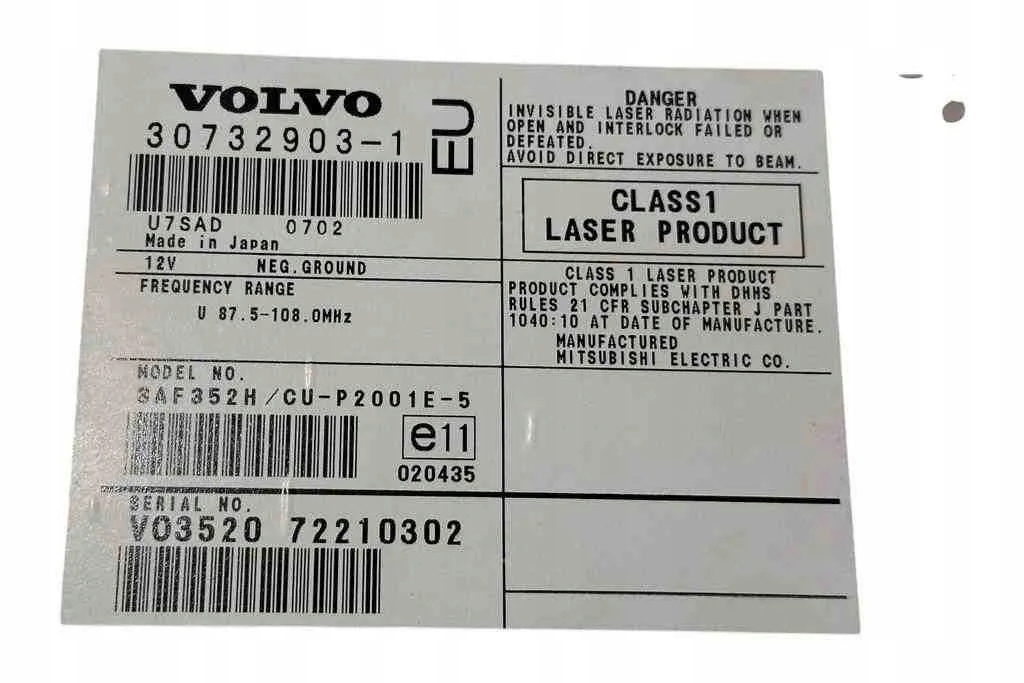 VOLVO
30732903-1
EU
U7SAD 0702
Made in Japan
12V NEG.GROUND
FREQUENCY RANGE
U 87.5-108.0MHz
MODEL NO.
3AF352H/CU-P2001E-5
e11
020435
SERIAL NO.
V03520 72210302
DANGER
INVISIBLE LASER RADIATION WHEN
OPEN AND INTERLOCK FAILED OR
DEFEATED.
AVOID DIRECT EXPOSURE TO BEAM.
CLASS1
LASER PRODUCT
CLASS 1 LASER PRODUCT
PRODUCT COMPLIES WITH DHHS
RULES 21 CFR SUBCHAPTER J PART
1040:10 AT DATE OF MANUFACTURE.
MANUFACTURED
MITSUBISHI ELECTRIC CO.